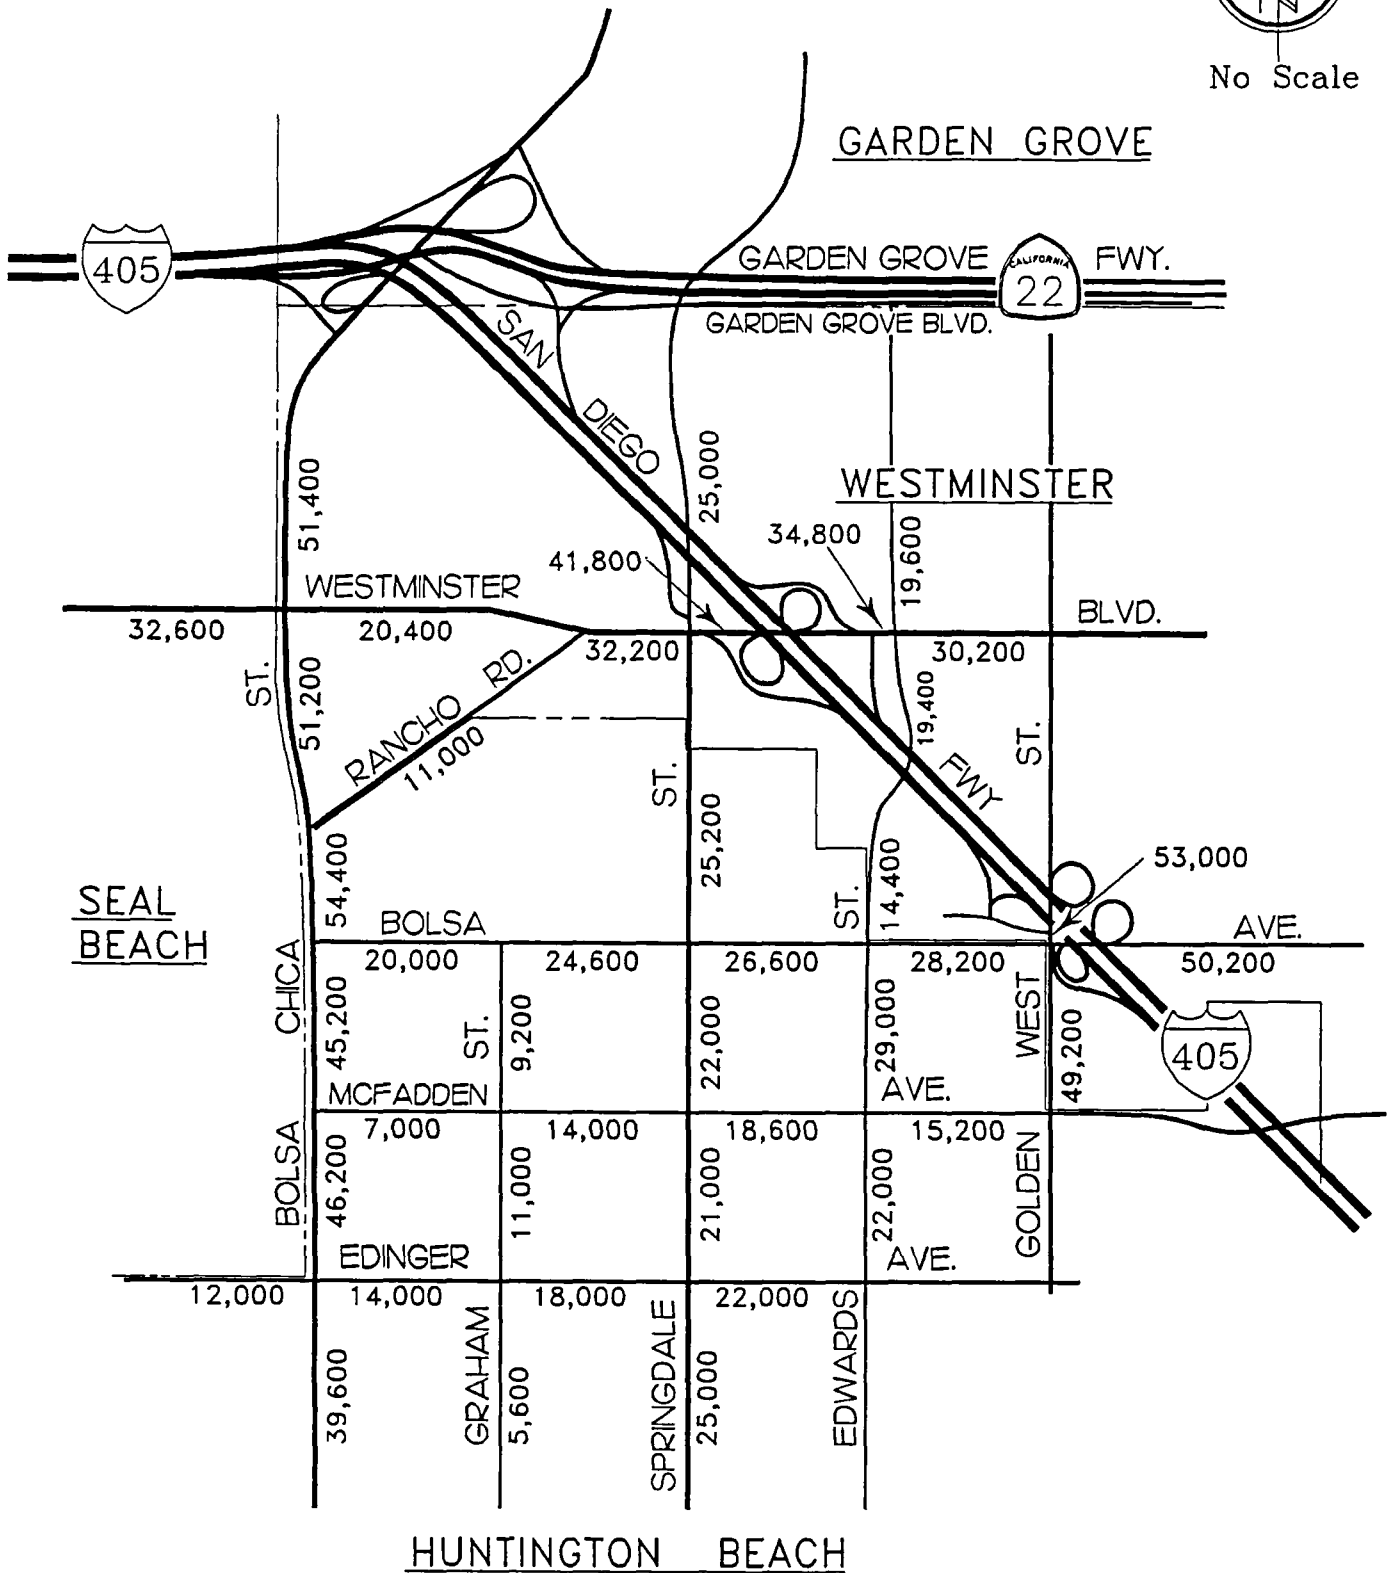 N
No Scale
GARDEN GROVE
405
GARDEN GROVE
CALIFORNIA
22
FWY.
GARDEN GROVE BLVD.
SAN
DIEGO
25,000
51,400
WESTMINSTER
34,800
19,600
41,800
WESTMINSTER
BLVD.
32,600
20,400
32,200
30,200
ST.
51,200
RANCHO RD.
11,000
19,400
ST.
ST.
FWY
25,200
53,000
54,400
14,400
SEAL
BEACH
ST.
BOLSA
AVE.
20,000
24,600
26,600
28,200
50,200
CHICA
45,200
ST.
9,200
22,000
29,000
WEST
49,200
405
MCFADDEN
AVE.
7,000
14,000
18,600
15,200
BOLSA
46,200
11,000
21,000
22,000
GOLDEN
EDINGER
AVE.
12,000
14,000
18,000
22,000
39,600
GRAHAM
5,600
SPRINGDALE
25,000
EDWARDS
HUNTINGTON BEACH